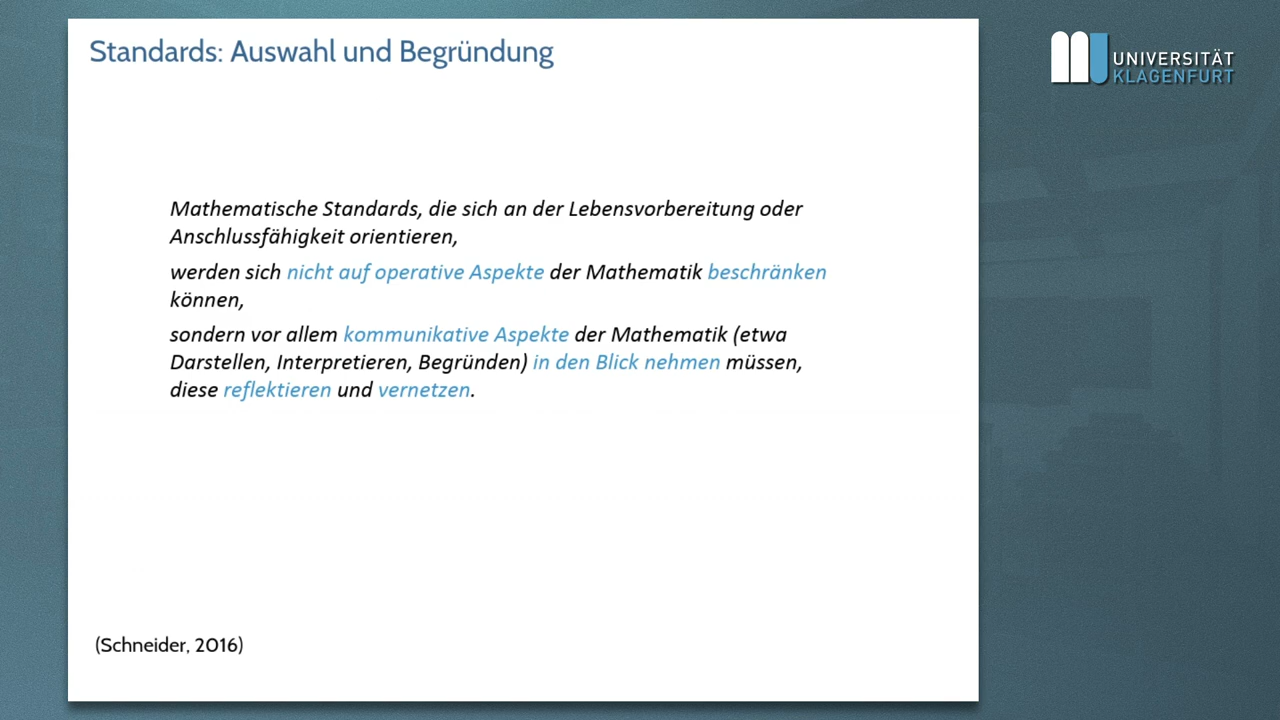 Standards: Auswahl und Begründung
UNIVERSITÄT
KLAGENFURT
Mathematische Standards, die sich an der Lebensvorbereitung oder
Anschlussfähigkeit orientieren,
werden sich nicht auf operative Aspekte der Mathematik beschränken
können,
sondern vor allem kommunikative Aspekte der Mathematik (etwa
Darstellen, Interpretieren, Begründen) in den Blick nehmen müssen,
diese reflektieren und vernetzen.
(Schneider, 2016)